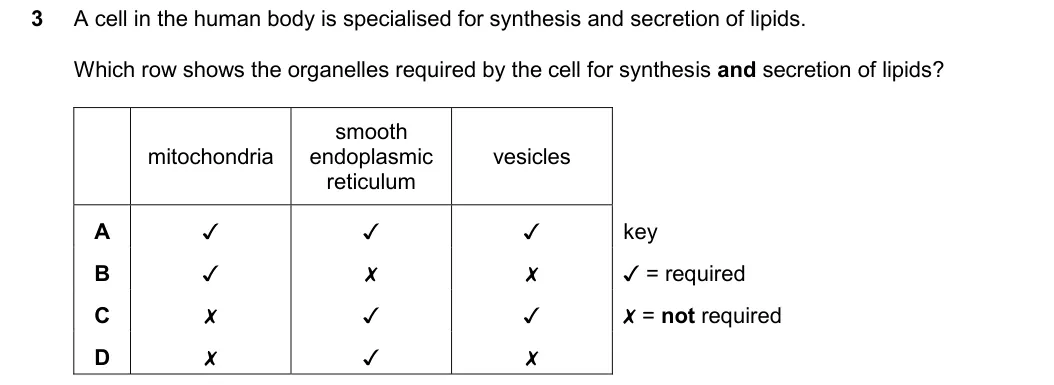 3 A cell in the human body is specialised for synthesis and secretion of lipids.
Which row shows the organelles required by the cell for synthesis and secretion of lipids?
mitochondria smooth endoplasmic reticulum vesicles
A ✓ ✓ ✓ key
B ✓ ✗ ✗ ✓ = required
C ✗ ✓ ✓ ✗ = not required
D ✗ ✓ ✗